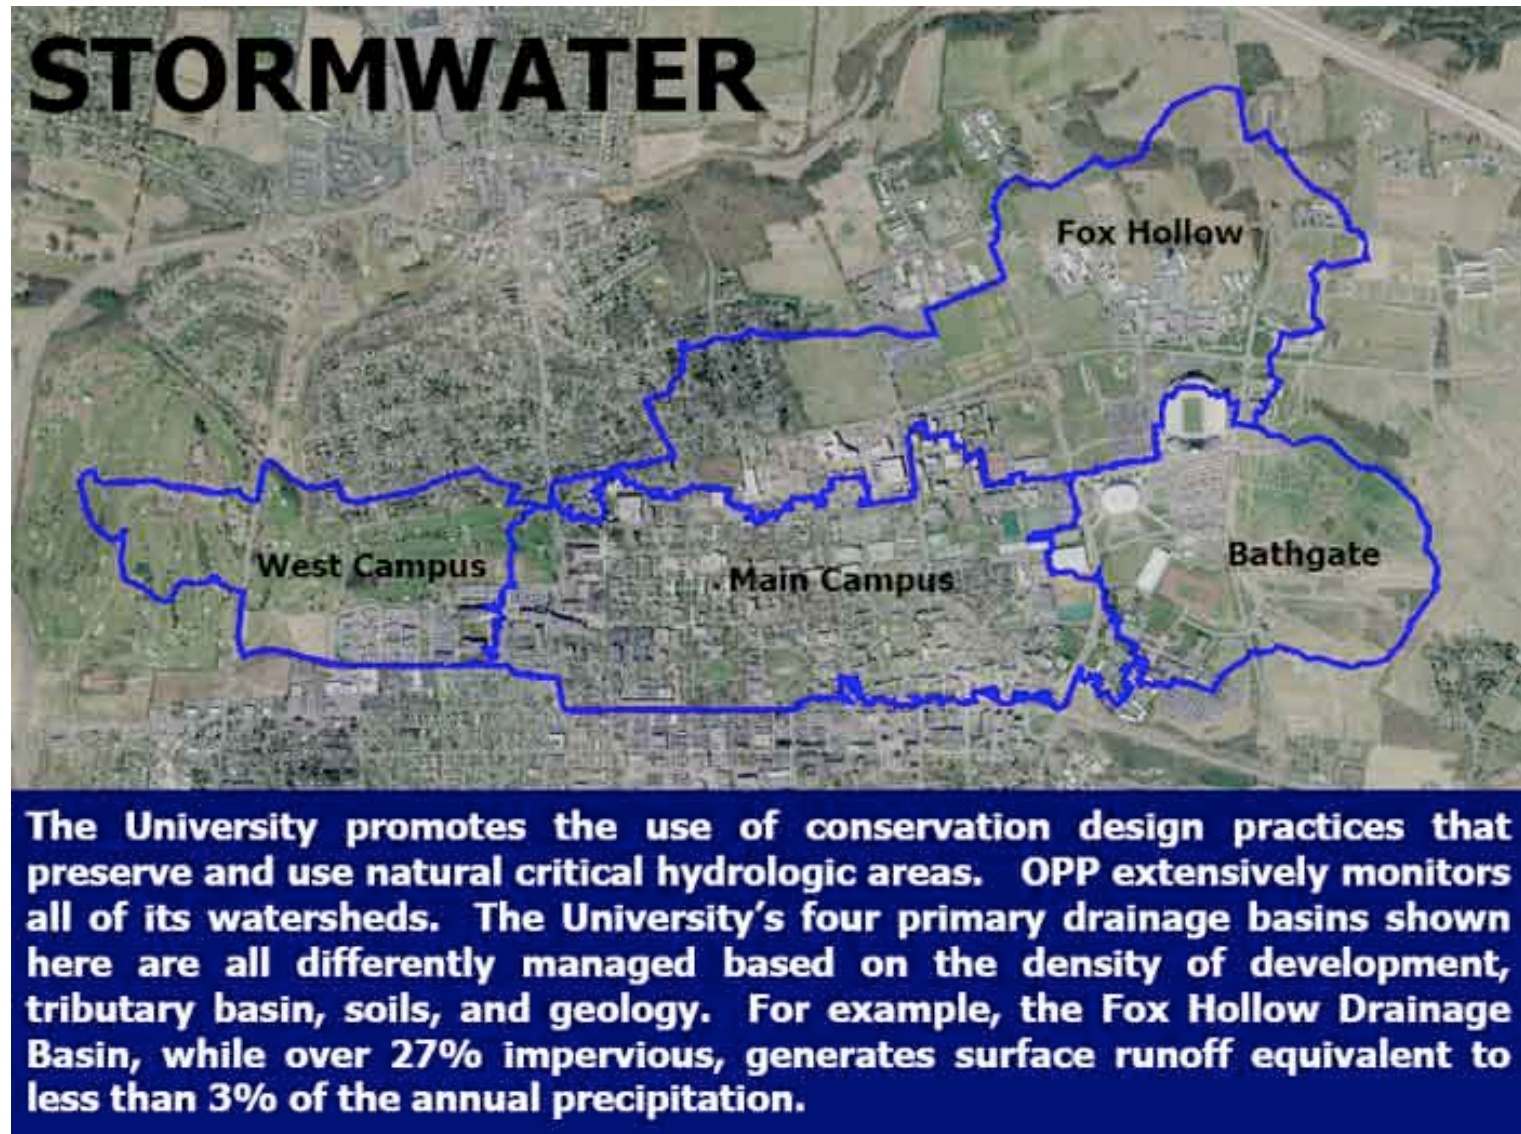 STORMWATER
Fox Hollow
West Campus
Main Campus
Bathgate
The University promotes the use of conservation design practices that
preserve and use natural critical hydrologic areas. OPP extensively monitors
all of its watersheds. The University's four primary drainage basins shown
here are all differently managed based on the density of development,
tributary basin, soils, and geology. For example, the Fox Hollow Drainage
Basin, while over 27% impervious, generates surface runoff equivalent to
less than 3% of the annual precipitation.